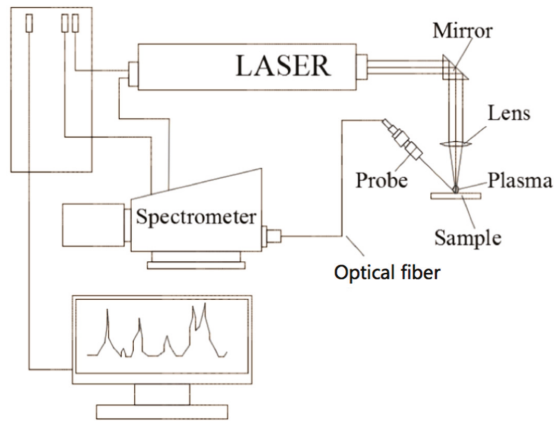 Mirror
LASER
Lens
Probe
Plasma
Spectrometer
Sample
Optical fiber